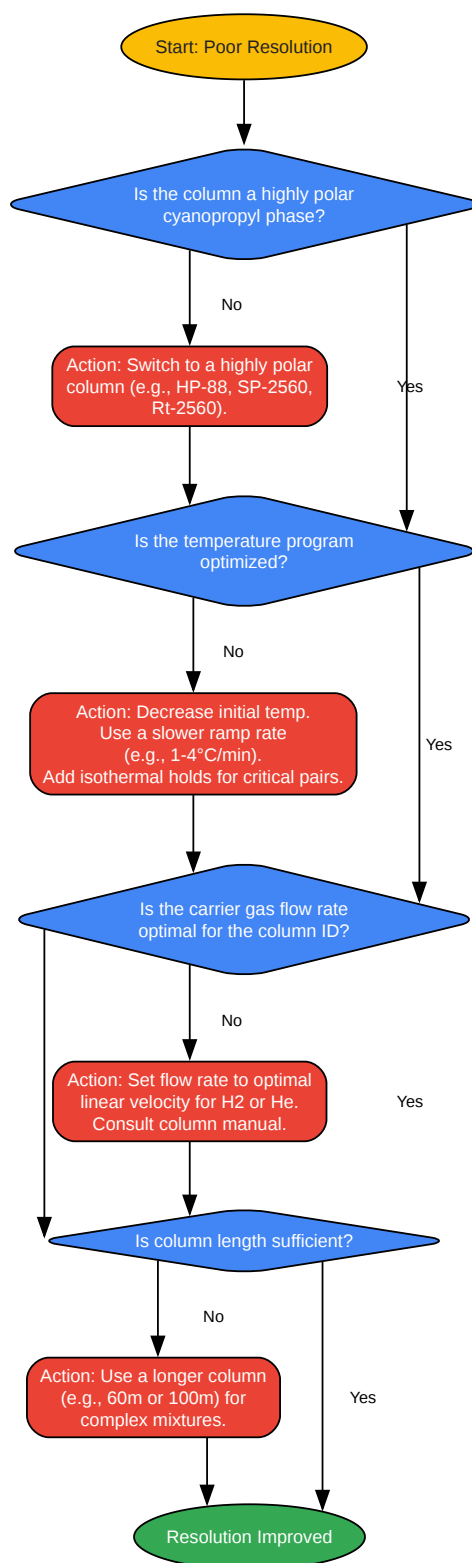 Start: Poor Resolution
Is the column a highly polar
cyanopropyl phase?
No
Action: Switch to a highly polar
column (e.g., HP-88, SP-2560,
Rt-2560).
Yes
Is the temperature program
optimized?
No
Action: Decrease initial temp.
Use a slower ramp rate
(e.g., 1-4°C/min).
Add isothermal holds for critical pairs.
Yes
Is the carrier gas flow rate
optimal for the column ID?
No
Action: Set flow rate to optimal
linear velocity for H2 or He.
Consult column manual.
Yes
Is column length sufficient?
No
Action: Use a longer column
(e.g., 60m or 100m) for
complex mixtures.
Yes
Resolution Improved